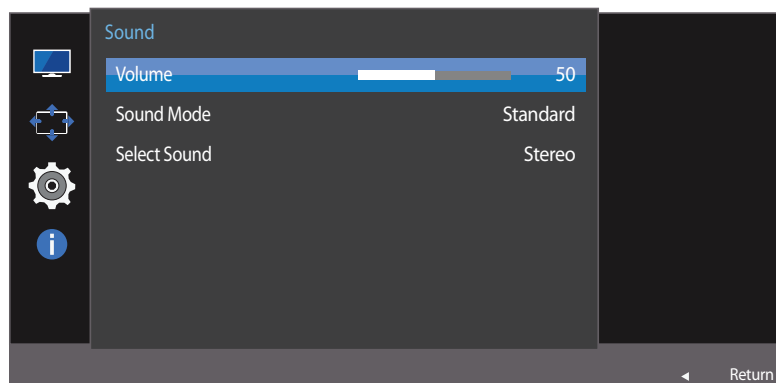 Sound
Volume 50
Sound Mode Standard
Select Sound Stereo
Return